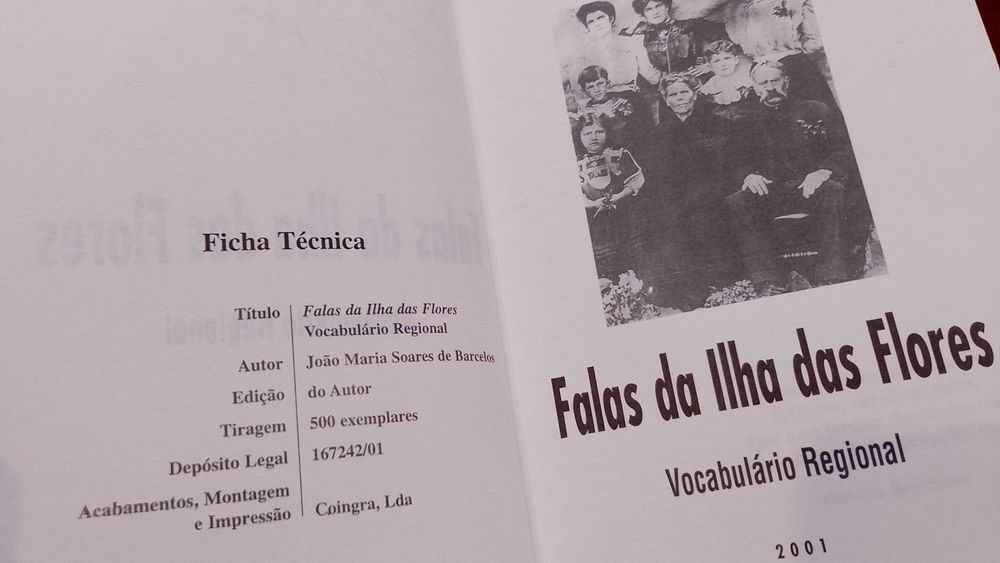 Ficha Técnica
Título Falas da Ilha das Flores
Vocabulário Regional
Autor João Maria Soares de Barcelos
Edição do Autor
Tiragem 500 exemplares
Depósito Legal 167242/01
Acabamentos, Montagem
e Impressão Coingra, Lda
Falas da Ilha das Flores
Vocabulário Regional
2001